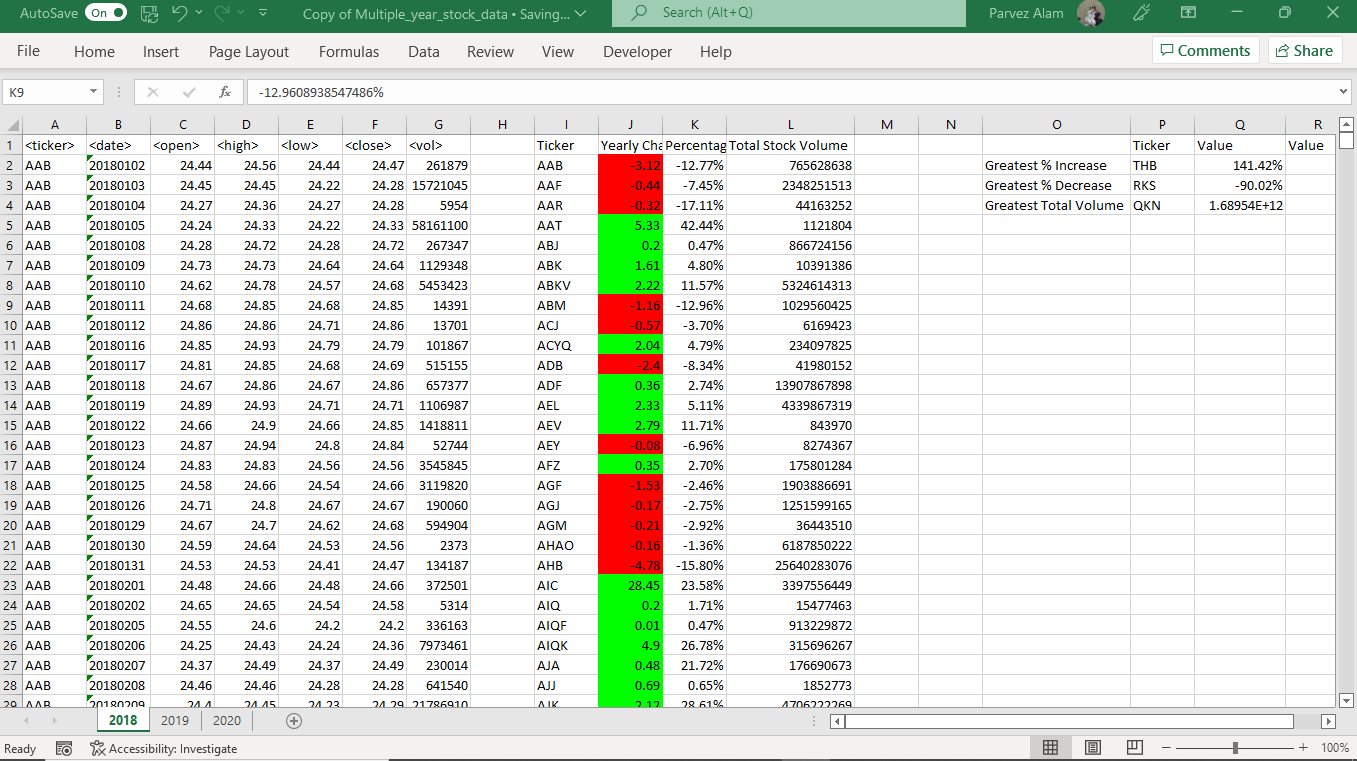 AutoSave On Copy of Multiple_year_stock_data • Saving... Search (Alt+Q) Parvez Alam
File Home Insert Page Layout Formulas Data Review View Developer Help Comments Share
K9 fx -12.9608938547486%
A B C D E F G H I J K L M N O P Q R
1 <ticker> <date> <open> <high> <low> <close> <vol> Ticker Yearly Cha Percentag Total Stock Volume Ticker Value Value
2 AAB 20180102 24.44 24.56 24.44 24.47 261879 AAB -3.12 -12.77% 765628638 Greatest % Increase THB 141.42%
3 AAB 20180103 24.45 24.45 24.22 24.28 15721045 AAF -0.44 -7.45% 2348251513 Greatest % Decrease RKS -90.02%
4 AAB 20180104 24.27 24.36 24.27 24.28 5954 AAR -0.32 -17.11% 44163252 Greatest Total Volume QKN 1.68954E+12
5 AAB 20180105 24.24 24.33 24.22 24.33 58161100 AAT 5.33 42.44% 1121804
6 AAB 20180108 24.28 24.72 24.28 24.72 267347 ABJ 0.2 0.47% 866724156
7 AAB 20180109 24.73 24.73 24.64 24.64 1129348 ABK 1.61 4.80% 10391386
8 AAB 20180110 24.62 24.78 24.57 24.68 5453423 ABKV 2.22 11.57% 5324614313
9 AAB 20180111 24.68 24.85 24.68 24.85 14391 ABM -1.16 -12.96% 1029560425
10 AAB 20180112 24.86 24.86 24.71 24.86 13701 ACJ -0.57 -3.70% 6169423
11 AAB 20180116 24.85 24.93 24.79 24.79 101867 ACYQ 2.04 4.79% 234097825
12 AAB 20180117 24.81 24.85 24.68 24.69 515155 ADB -2.4 -8.34% 41980152
13 AAB 20180118 24.67 24.86 24.67 24.86 657377 ADF 0.36 2.74% 13907867898
14 AAB 20180119 24.89 24.93 24.71 24.71 1106987 AEL 2.33 5.11% 4339867319
15 AAB 20180122 24.66 24.9 24.66 24.85 1418811 AEV 2.79 11.71% 843970
16 AAB 20180123 24.87 24.94 24.8 24.84 52744 AEY -0.08 -6.96% 8274367
17 AAB 20180124 24.83 24.83 24.56 24.56 3545845 AFZ 0.35 2.70% 175801284
18 AAB 20180125 24.58 24.66 24.54 24.66 3119820 AGF -1.53 -2.46% 1903886691
19 AAB 20180126 24.71 24.8 24.67 24.67 190060 AGJ -0.17 -2.75% 1251599165
20 AAB 20180129 24.67 24.7 24.62 24.68 594904 AGM -0.21 -2.92% 36443510
21 AAB 20180130 24.59 24.64 24.53 24.56 2373 AHAO -0.16 -1.36% 6187850222
22 AAB 20180131 24.53 24.53 24.41 24.47 134187 AHB -4.78 -15.80% 25640283076
23 AAB 20180201 24.48 24.66 24.48 24.66 372501 AIC 28.45 23.58% 3397556449
24 AAB 20180202 24.65 24.65 24.54 24.58 5314 AIQ 0.2 1.71% 15477463
25 AAB 20180205 24.55 24.6 24.2 24.2 336163 AIQF 0.01 0.47% 913229872
26 AAB 20180206 24.25 24.43 24.24 24.36 7973461 AIQK 4.9 26.78% 315696267
27 AAB 20180207 24.37 24.49 24.37 24.49 230014 AJA 0.48 21.72% 176690673
28 AAB 20180208 24.46 24.46 24.28 24.28 641540 AJJ 0.69 0.65% 1852773
29 AAB 20180209 24.4 24.45 24.23 24.29 21786910 AJK 2.12 28.61% 4706222269
2018 2019 2020
Ready Accessibility: Investigate 100%